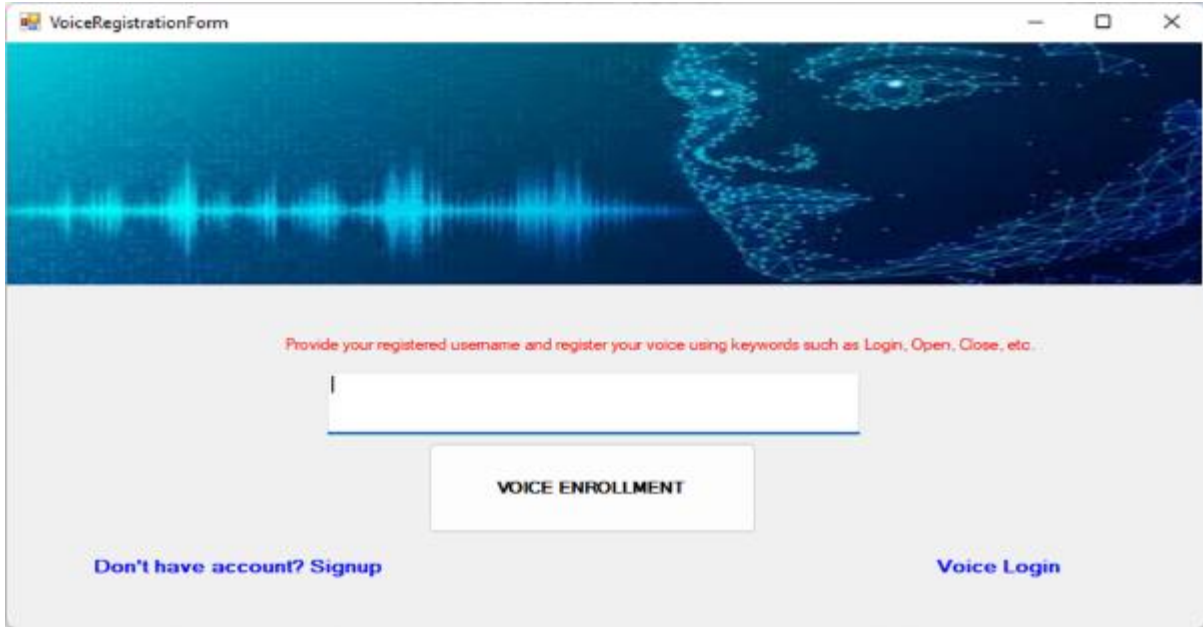 VoiceRegistrationForm
Provide your registered username and register your voice using keywords such as Login, Open, Close, etc.
VOICE ENROLLMENT
Don't have account? Signup
Voice Login